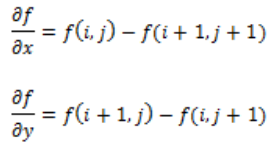 ∂f/∂x = f(i,j) − f(i + 1,j + 1)
∂f/∂y = f(i + 1,j) − f(i,j + 1)